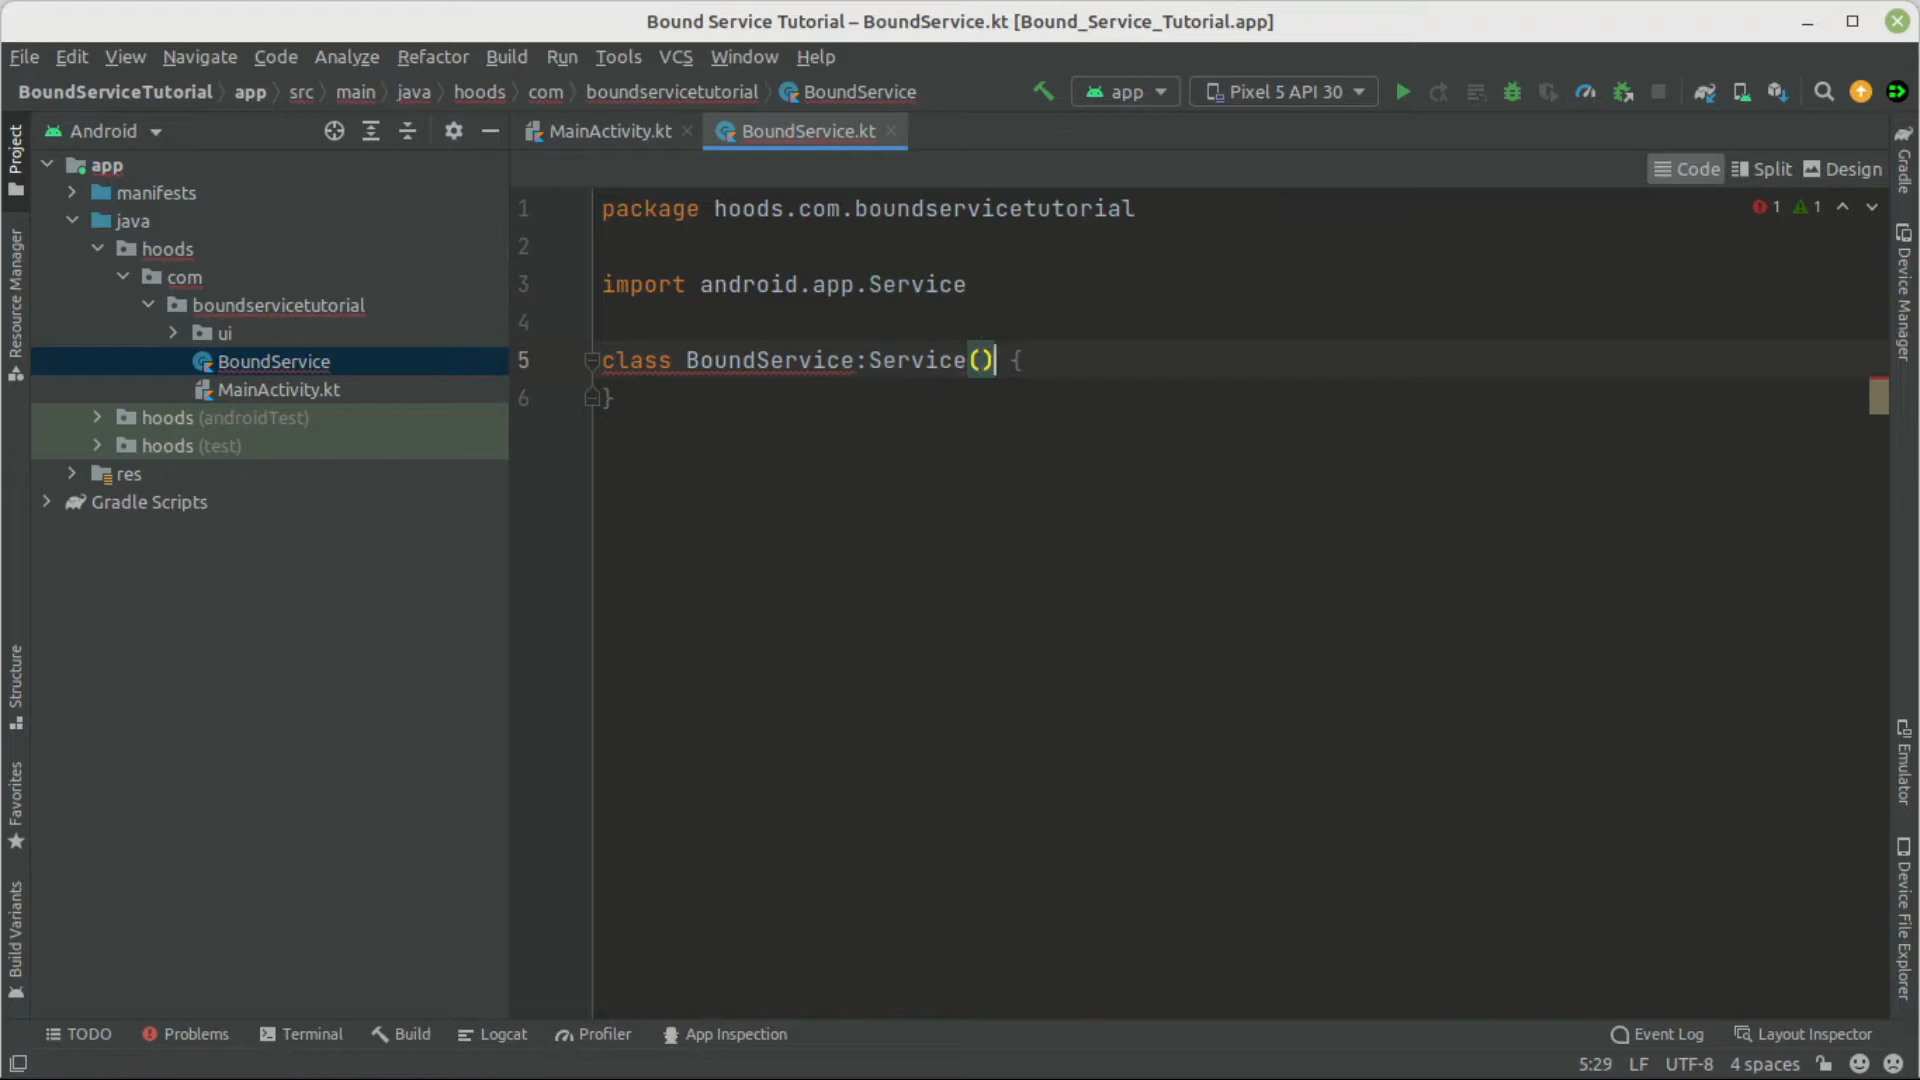 Bound Service Tutorial – BoundService.kt [Bound_Service_Tutorial.app]
File Edit View Navigate Code Analyze Refactor Build Run Tools VCS Window Help
BoundServiceTutorial app src main java hoods com boundservicetutorial BoundService app Pixel 5 API 30
Project
Resource Manager
Structure
Favorites
Build Variants
Android
app
manifests
java
hoods
com
boundservicetutorial
ui
BoundService
MainActivity.kt
hoods (androidTest)
hoods (test)
res
Gradle Scripts
MainActivity.kt BoundService.kt
Code Split Design
1 1
1 package hoods.com.boundservicetutorial
2
3 import android.app.Service
4
5 class BoundService:Service() {
6 }
Gradle
Device Manager
Emulator
Device File Explorer
TODO Problems Terminal Build Logcat Profiler App Inspection Event Log Layout Inspector
5:29 LF UTF-8 4 spaces